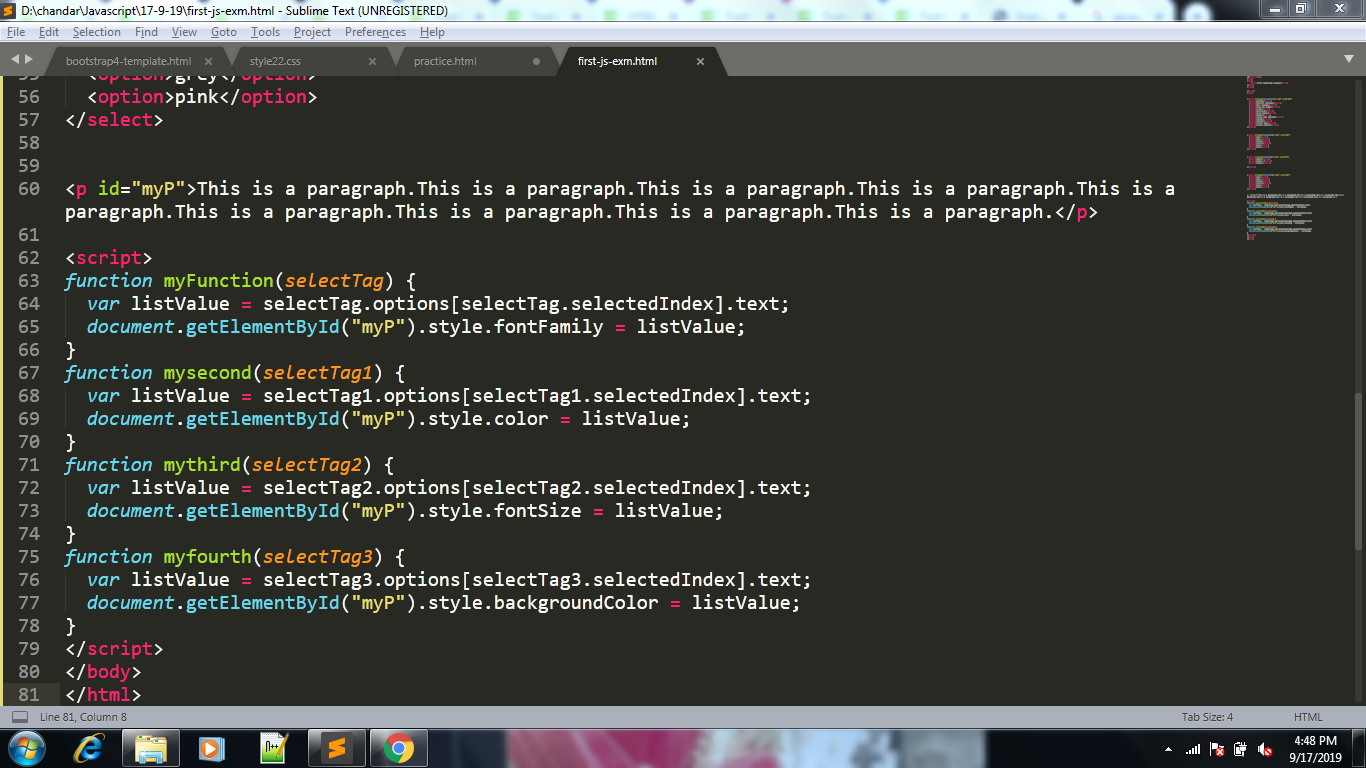 D:\chandar\Javascript\17-9-19\first-js-exm.html - Sublime Text (UNREGISTERED)
File Edit Selection Find View Goto Tools Project Preferences Help
bootstrap4-template.html style22.css practice.html first-js-exm.html
55 <option>grey</option>
56 <option>pink</option>
57 </select>
58
59
60 <p id="myP">This is a paragraph.This is a paragraph.This is a paragraph.This is a paragraph.This is a
paragraph.This is a paragraph.This is a paragraph.This is a paragraph.This is a paragraph.</p>
61
62 <script>
63 function myFunction(selectTag) {
64 var listValue = selectTag.options[selectTag.selectedIndex].text;
65 document.getElementById("myP").style.fontFamily = listValue;
66 }
67 function mysecond(selectTag1) {
68 var listValue = selectTag1.options[selectTag1.selectedIndex].text;
69 document.getElementById("myP").style.color = listValue;
70 }
71 function mythird(selectTag2) {
72 var listValue = selectTag2.options[selectTag2.selectedIndex].text;
73 document.getElementById("myP").style.fontSize = listValue;
74 }
75 function myfourth(selectTag3) {
76 var listValue = selectTag3.options[selectTag3.selectedIndex].text;
77 document.getElementById("myP").style.backgroundColor = listValue;
78 }
79 </script>
80 </body>
81 </html>
Line 81, Column 8 Tab Size: 4 HTML
4:48 PM
9/17/2019